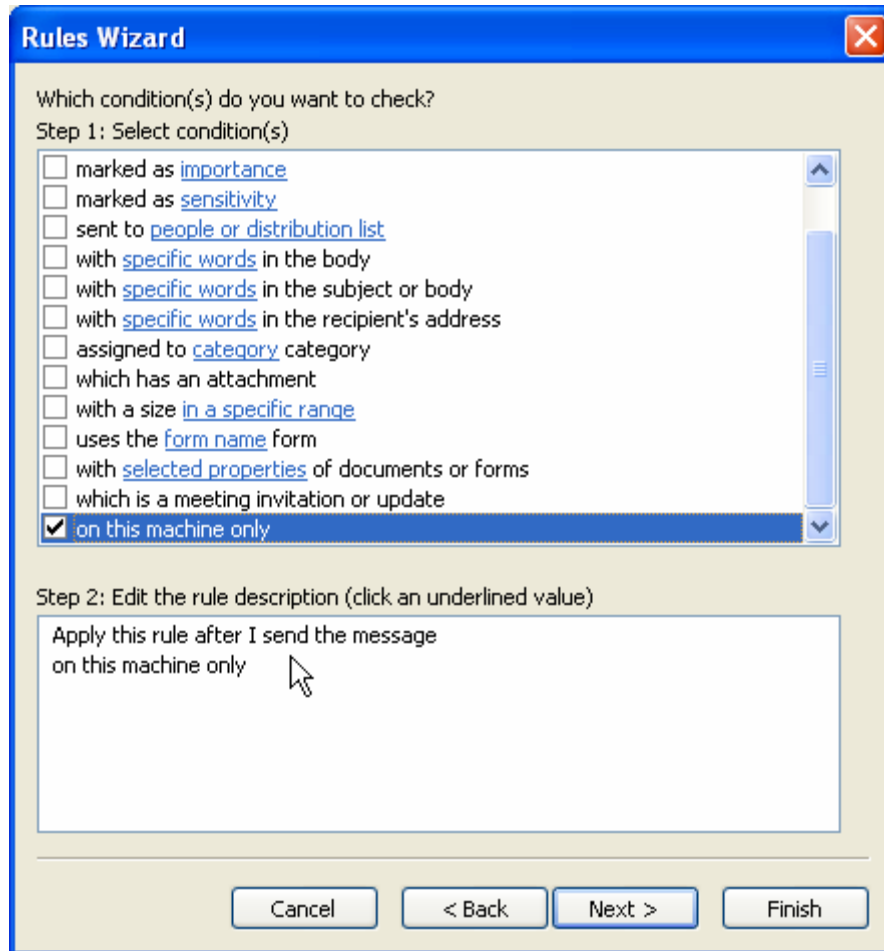 Rules Wizard
Which condition(s) do you want to check?
Step 1: Select condition(s)
marked as importance
marked as sensitivity
sent to people or distribution list
with specific words in the body
with specific words in the subject or body
with specific words in the recipient's address
assigned to category category
which has an attachment
with a size in a specific range
uses the form name form
with selected properties of documents or forms
which is a meeting invitation or update
on this machine only
Step 2: Edit the rule description (click an underlined value)
Apply this rule after I send the message
on this machine only
Cancel < Back Next > Finish